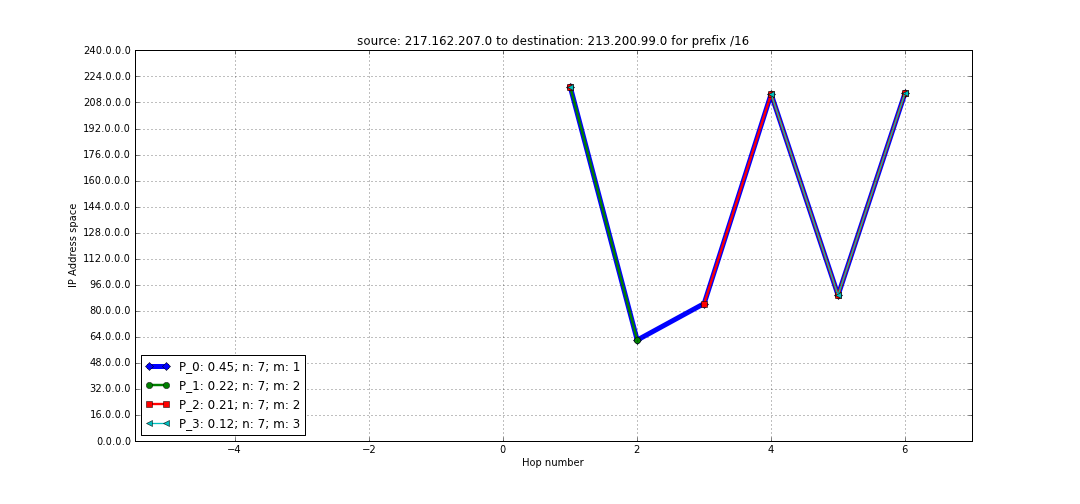 source: 217.162.207.0 to destination: 213.200.99.0 for prefix /16
240.0.0.0
224.0.0.0
208.0.0.0
192.0.0.0
176.0.0.0
160.0.0.0
144.0.0.0
128.0.0.0
112.0.0.0
96.0.0.0
80.0.0.0
64.0.0.0
48.0.0.0
32.0.0.0
16.0.0.0
0.0.0.0
IP Address space
P_0: 0.45; n: 7; m: 1
P_1: 0.22; n: 7; m: 2
P_2: 0.21; n: 7; m: 2
P_3: 0.12; n: 7; m: 3
−4 −2 0 2 4 6
Hop number